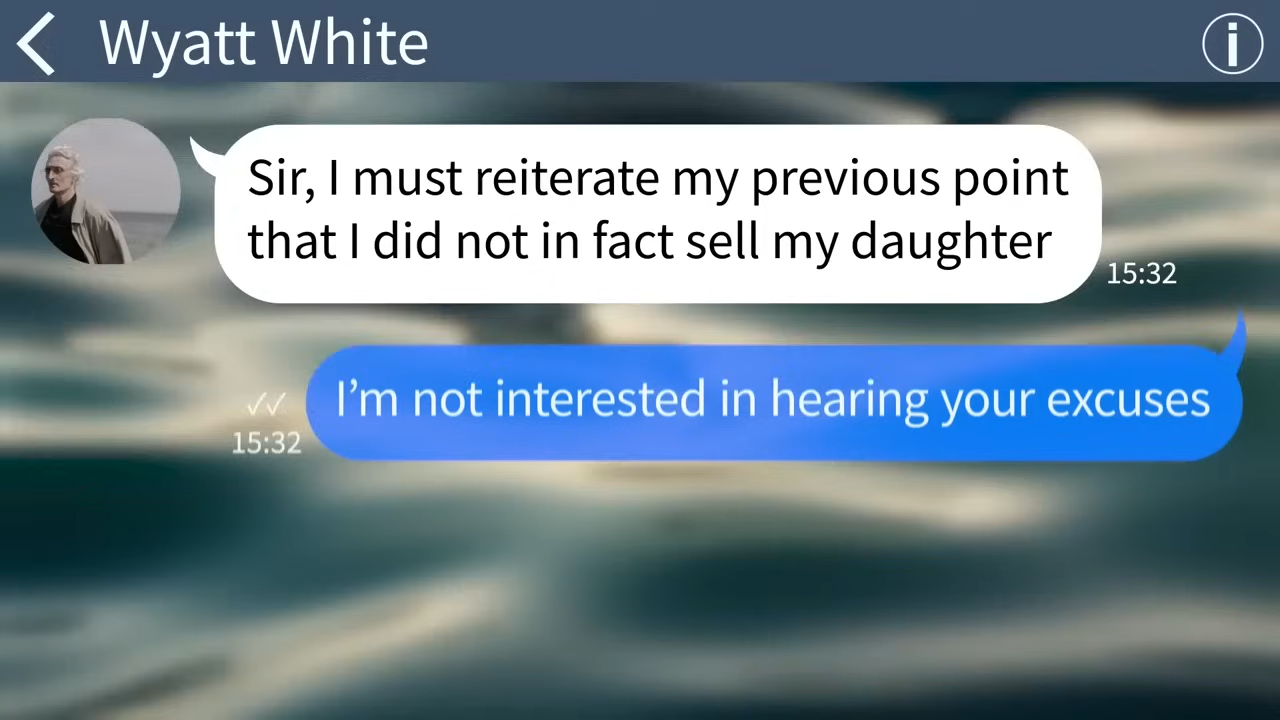 Wyatt White
Sir, I must reiterate my previous point
that I did not in fact sell my daughter
15:32
I’m not interested in hearing your excuses
15:32